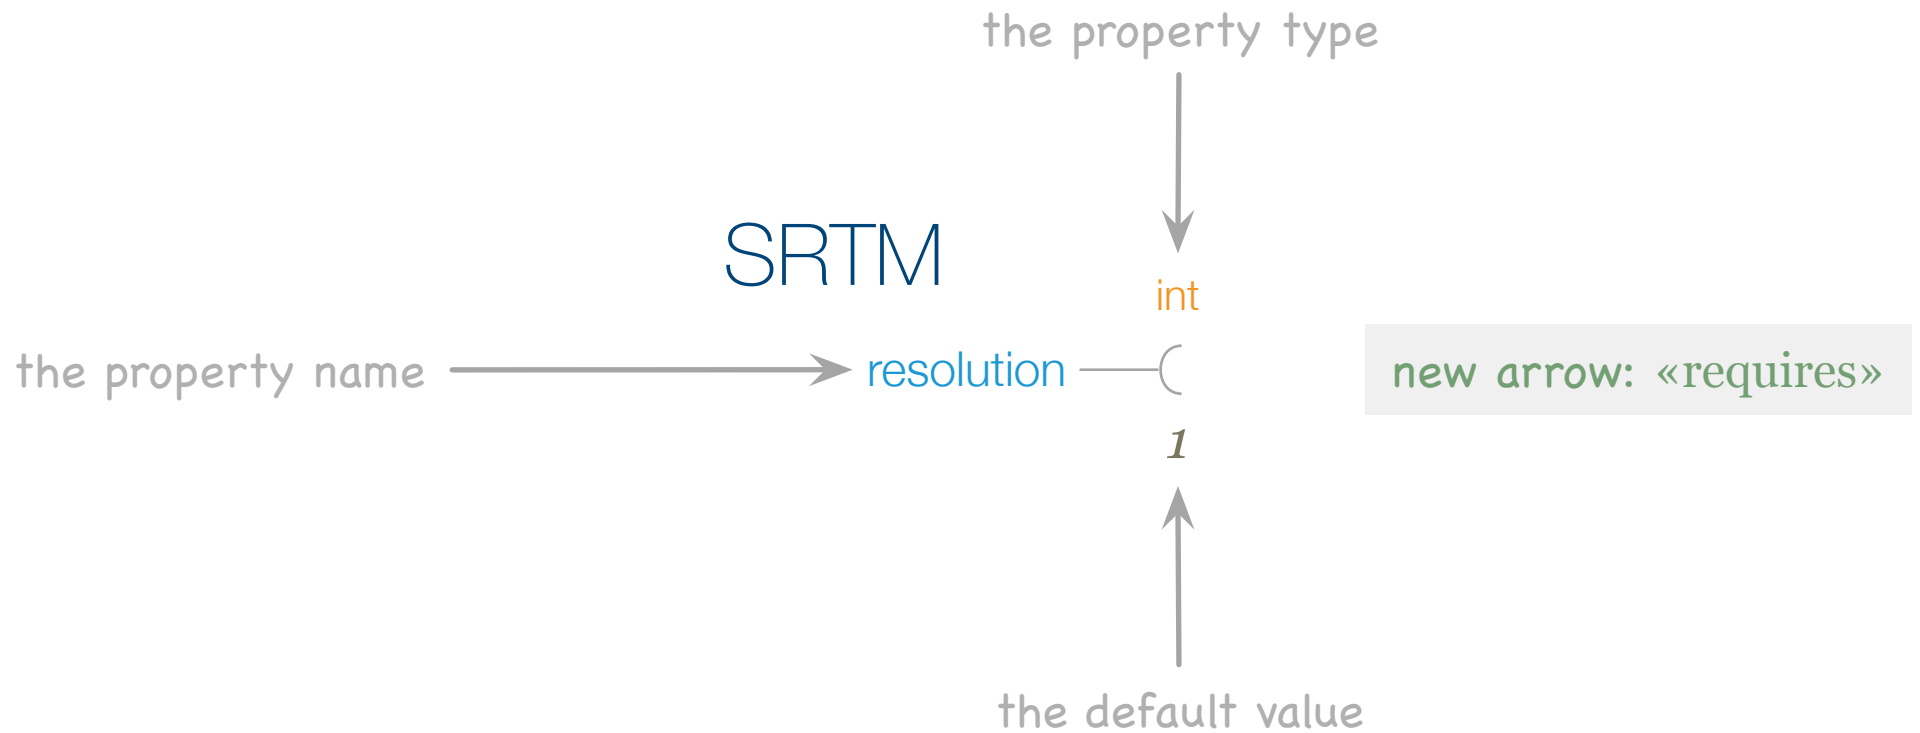 the property type
SRTM
int
the property name
resolution
new arrow: «requires»
1
the default value